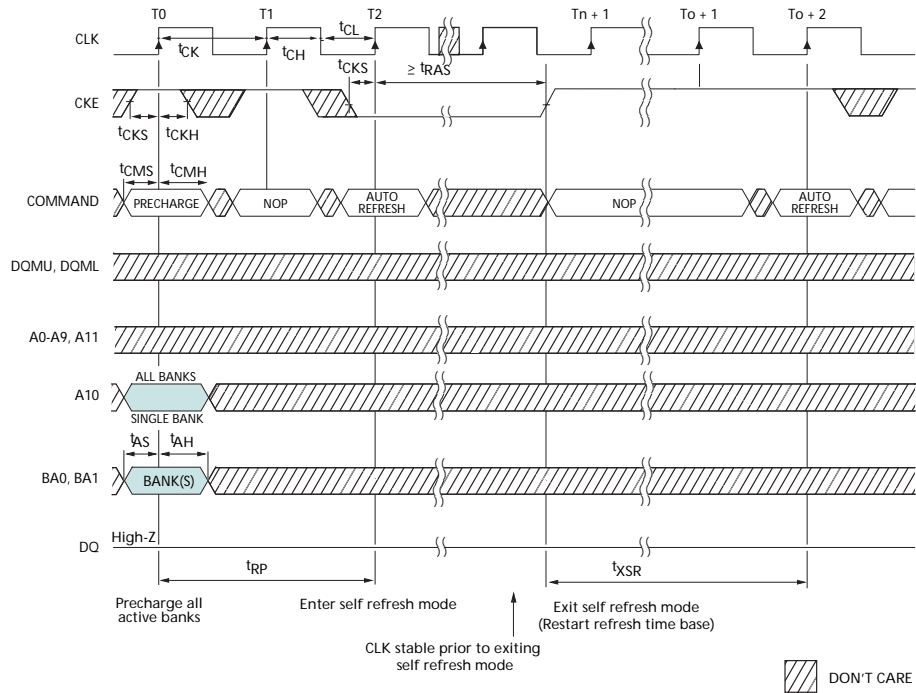 T0 T1 T2 Tn + 1 To + 1 To + 2
CLK
tCK tCH tCL
tCKS ≥ tRAS
CKE
tCKS tCKH
tCMS tCMH
COMMAND PRECHARGE NOP AUTO REFRESH NOP AUTO REFRESH
DQMU, DQML
A0-A9, A11
ALL BANKS
A10
SINGLE BANK
tAS tAH
BA0, BA1 BANK(S)
High-Z
DQ
tRP tXSR
Precharge all
active banks
Enter self refresh mode
Exit self refresh mode
(Restart refresh time base)
CLK stable prior to exiting
self refresh mode
DON'T CARE